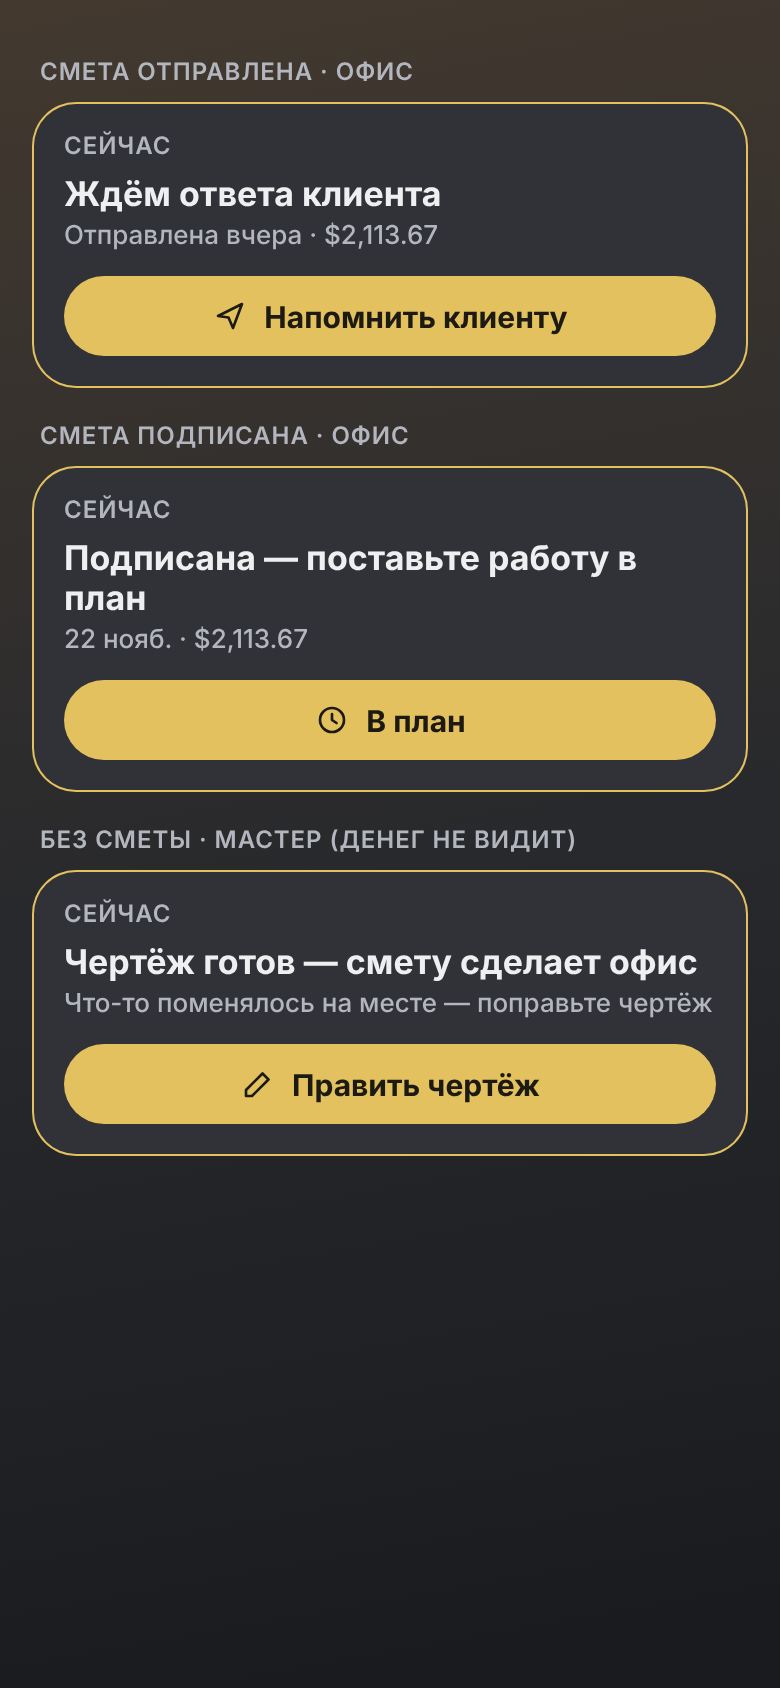 СМЕТА ОТПРАВЛЕНА · ОФИС
СЕЙЧАС
Ждём ответа клиента
Отправлена вчера · $2,113.67
Напомнить клиенту
СМЕТА ПОДПИСАНА · ОФИС
СЕЙЧАС
Подписана — поставьте работу в
план
22 нояб. · $2,113.67
В план
БЕЗ СМЕТЫ · МАСТЕР (ДЕНЕГ НЕ ВИДИТ)
СЕЙЧАС
Чертёж готов — смету сделает офис
Что-то поменялось на месте — поправьте чертёж
Править чертёж